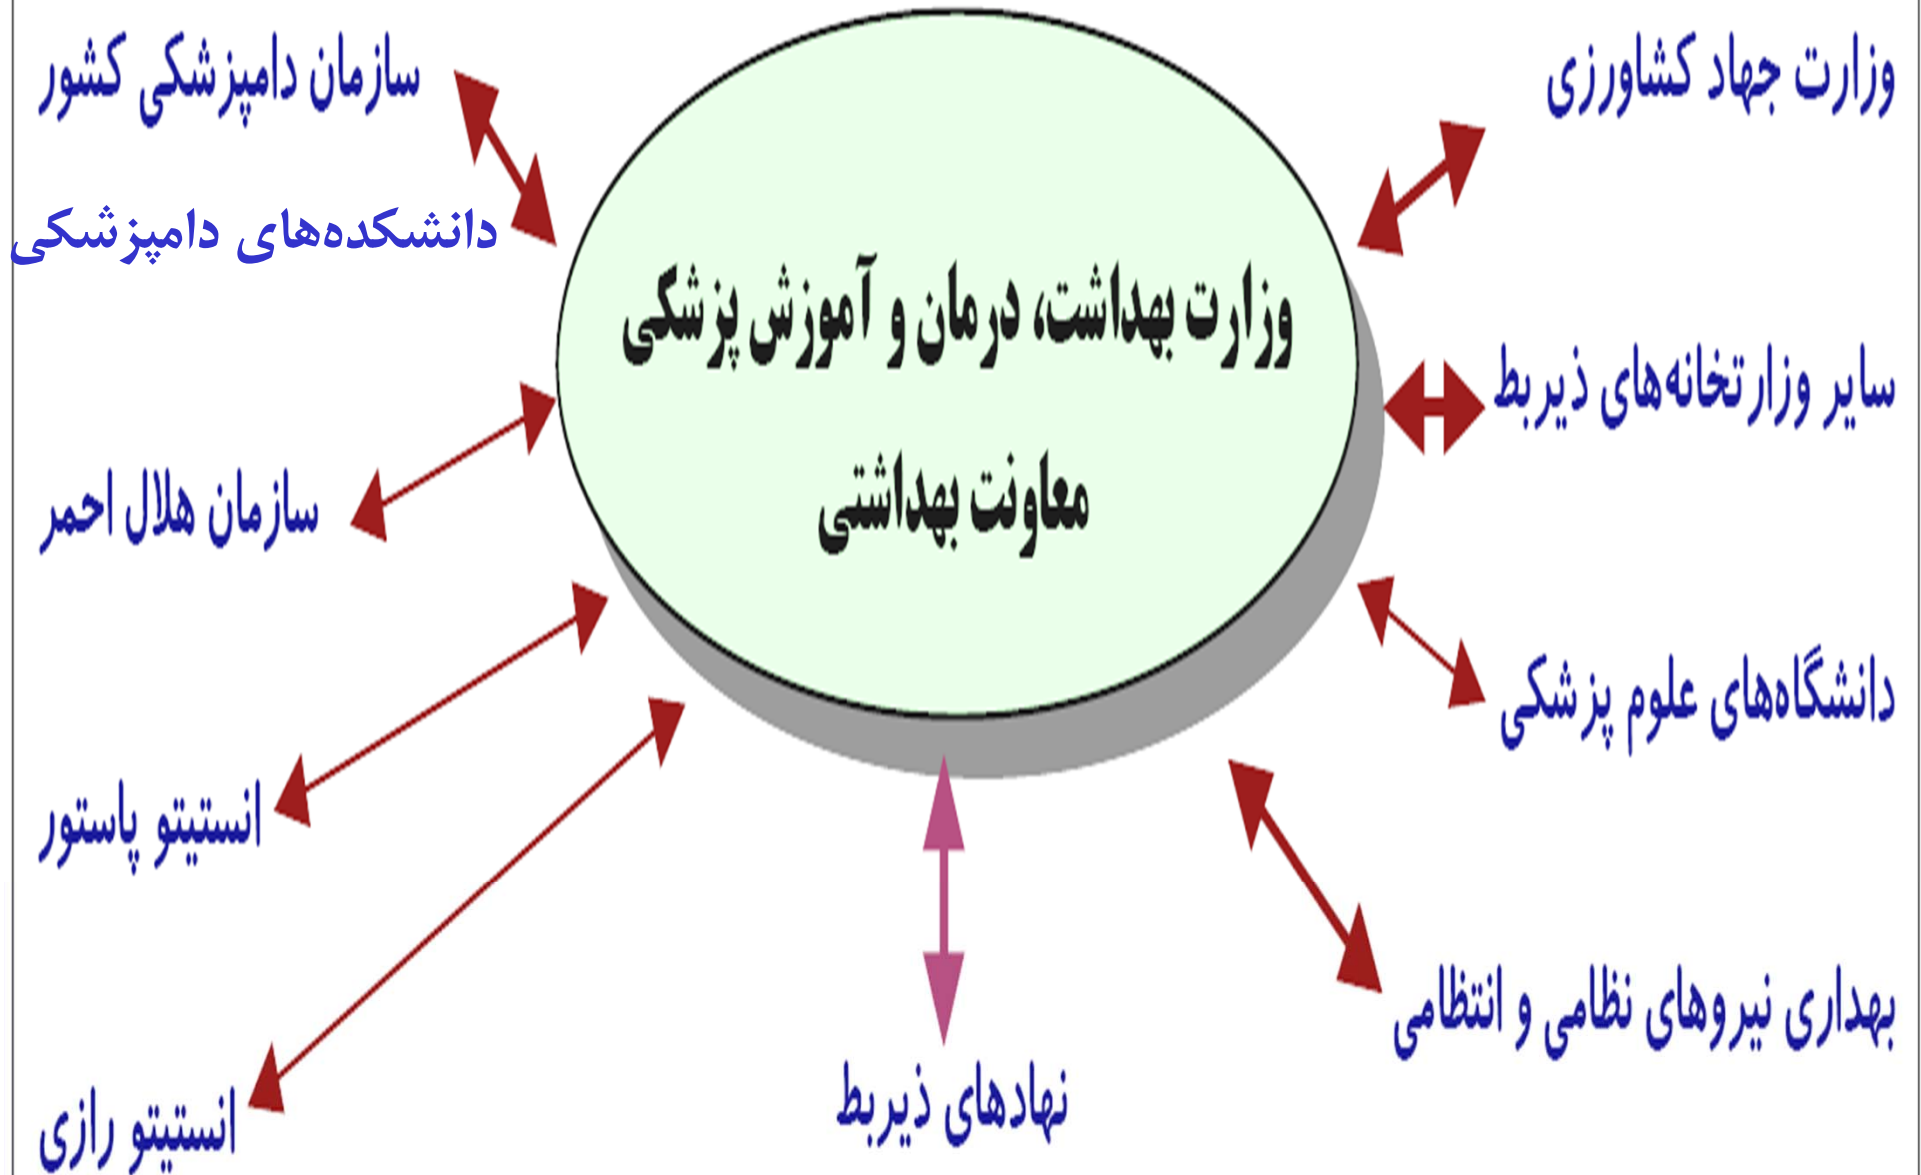 وزارت جهاد کشاورزی
سازمان دامپزشکی کشور
دانشکده‌های دامپزشکی
وزارت بهداشت، درمان و آموزش پزشکی
معاونت بهداشتی
سایر وزارتخانه‌های ذیربط
سازمان هلال احمر
دانشگاه‌های علوم پزشکی
انستیتو پاستور
بهداری نیروهای نظامی و انتظامی
نهادهای ذیربط
انستیتو رازی